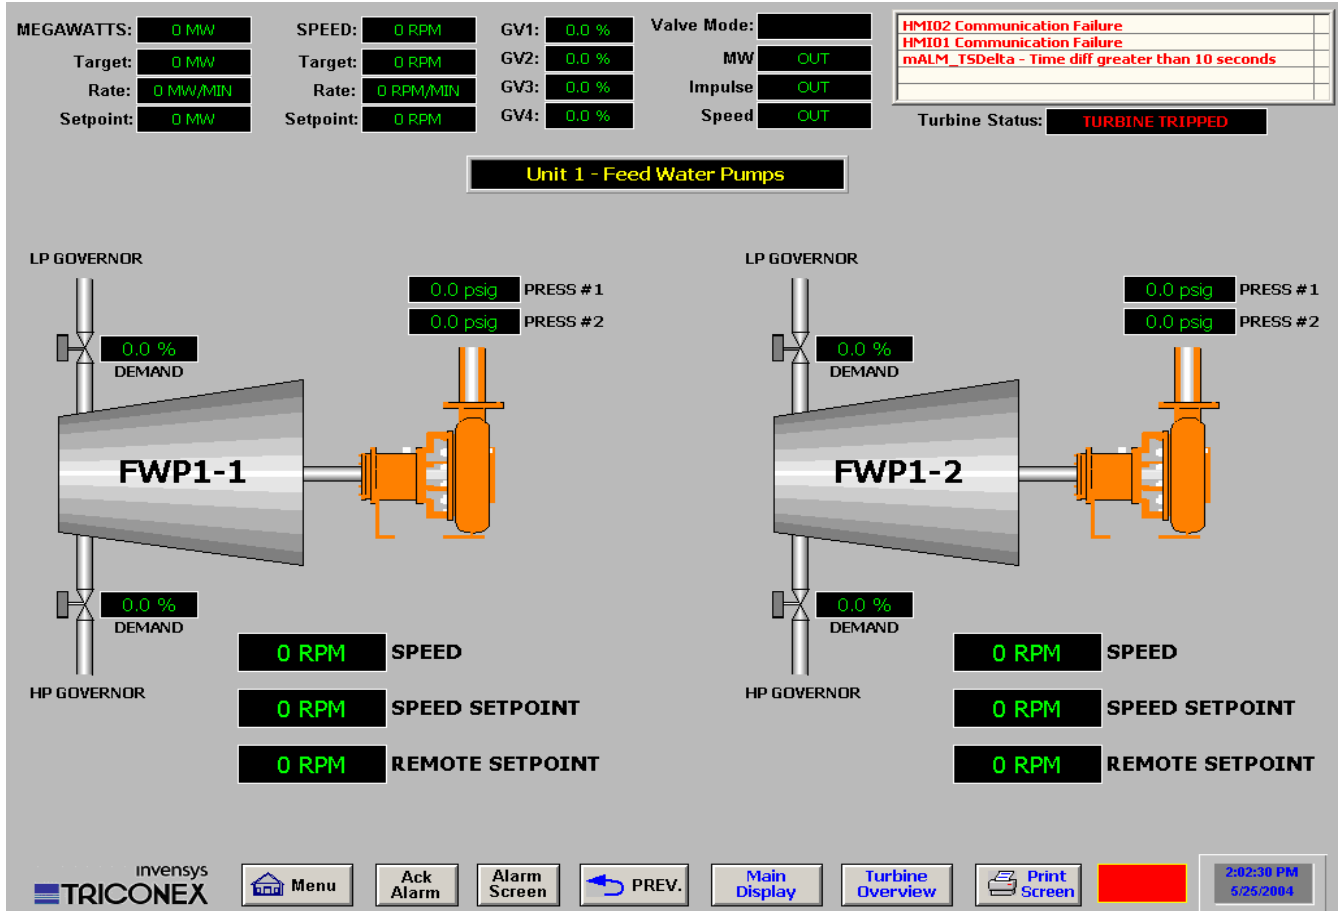 MEGAWATTS: 0 MW SPEED: 0 RPM GV1: 0.0 % Valve Mode:
Target: 0 MW Target: 0 RPM GV2: 0.0 % MW OUT
Rate: 0 MW/MIN Rate: 0 RPM/MIN GV3: 0.0 % Impulse OUT
Setpoint: 0 MW Setpoint: 0 RPM GV4: 0.0 % Speed OUT
HMI02 Communication Failure
HMI01 Communication Failure
mALM_TSDelta - Time diff greater than 10 seconds
Turbine Status: TURBINE TRIPPED
Unit 1 - Feed Water Pumps
LP GOVERNOR
0.0 psig PRESS #1
0.0 psig PRESS #2
0.0 %
DEMAND
FWP1-1
0.0 %
DEMAND
HP GOVERNOR
0 RPM SPEED
0 RPM SPEED SETPOINT
0 RPM REMOTE SETPOINT
LP GOVERNOR
0.0 psig PRESS #1
0.0 psig PRESS #2
0.0 %
DEMAND
FWP1-2
0.0 %
DEMAND
HP GOVERNOR
0 RPM SPEED
0 RPM SPEED SETPOINT
0 RPM REMOTE SETPOINT
invensys
TRICONEX
Menu
Ack
Alarm
Alarm
Screen
PREV.
Main
Display
Turbine
Overview
Print
Screen
2:02:30 PM
5/25/2004